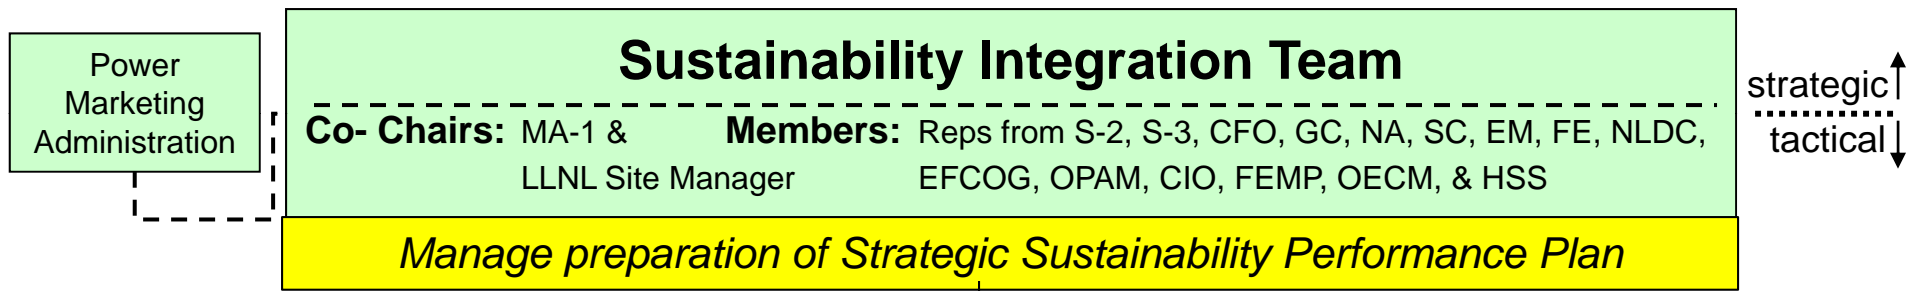 Power
Marketing
Administration
Sustainability Integration Team
Co- Chairs: MA-1 &
LLNL Site Manager
Members: Reps from S-2, S-3, CFO, GC, NA, SC, EM, FE, NLDC,
EFCOG, OPAM, CIO, FEMP, OECM, & HSS
Manage preparation of Strategic Sustainability Performance Plan
strategic
tactical